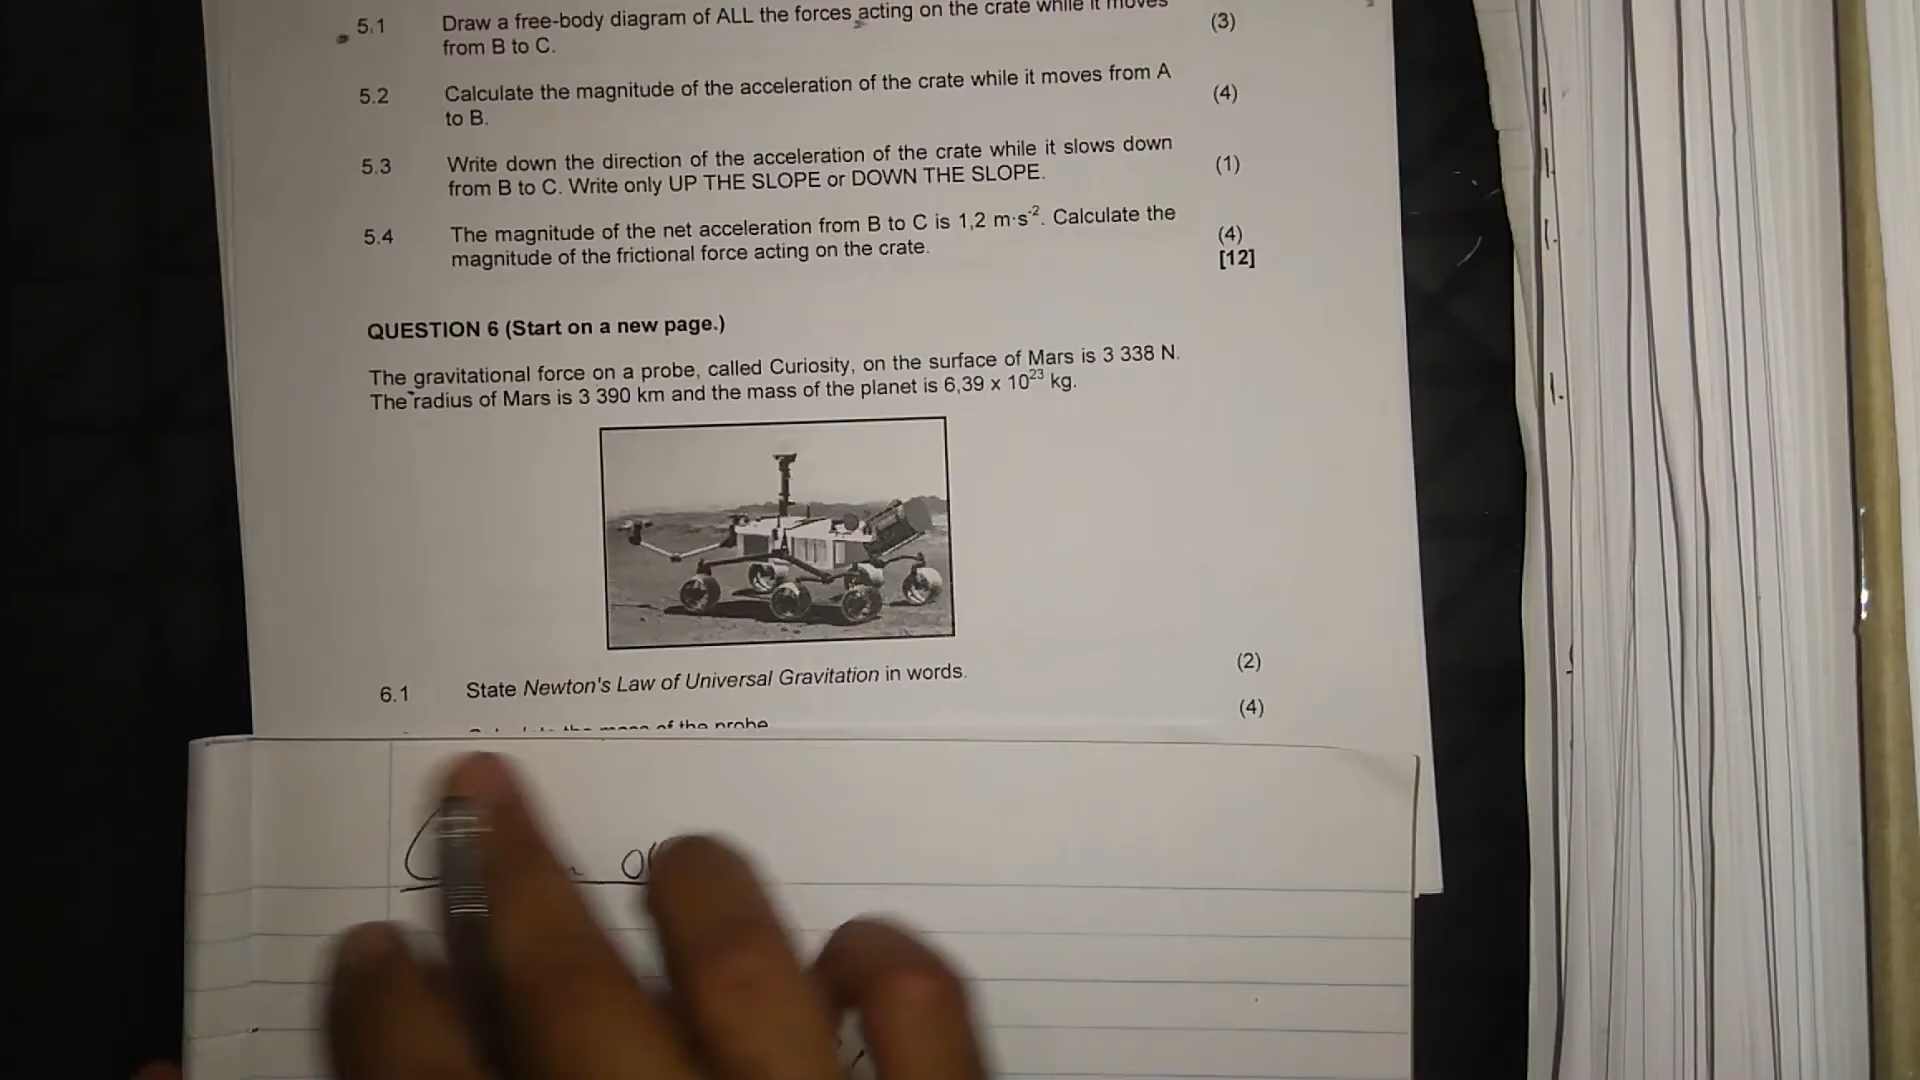 5.1 Draw a free-body diagram of ALL the forces acting on the crate while it moves (3)
from B to C.
5.2 Calculate the magnitude of the acceleration of the crate while it moves from A (4)
to B.
5.3 Write down the direction of the acceleration of the crate while it slows down (1)
from B to C. Write only UP THE SLOPE or DOWN THE SLOPE.
5.4 The magnitude of the net acceleration from B to C is 1,2 m·s⁻². Calculate the (4)
magnitude of the frictional force acting on the crate. [12]
QUESTION 6 (Start on a new page.)
The gravitational force on a probe, called Curiosity, on the surface of Mars is 3 338 N.
The radius of Mars is 3 390 km and the mass of the planet is 6,39 x 10²³ kg.
6.1 State Newton's Law of Universal Gravitation in words. (2)
the mass of the probe (4)